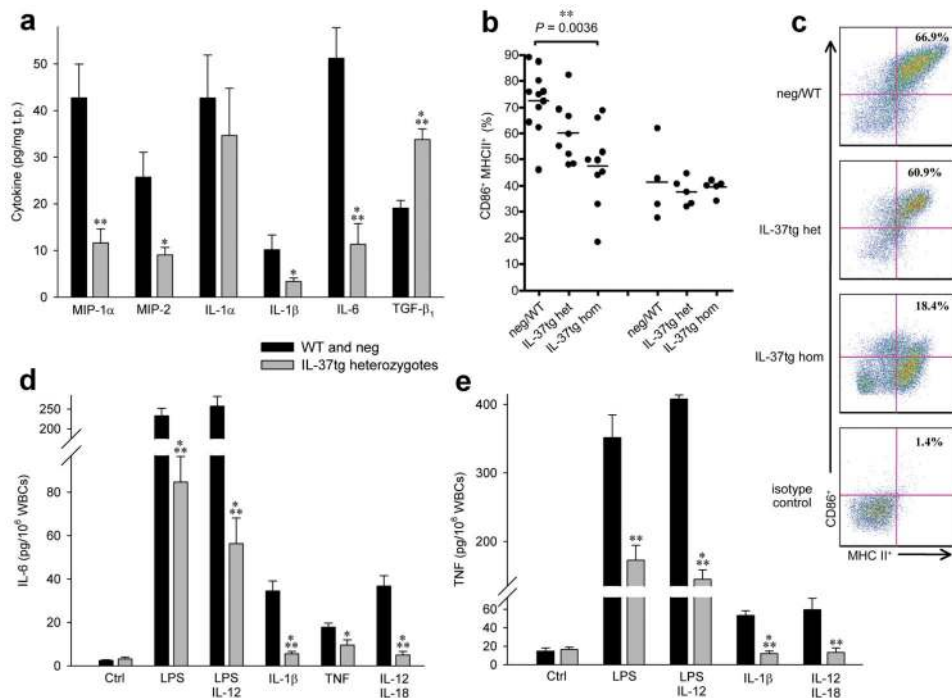 a
Cytokine (pg/mg t.p.)
50
40
30
20
10
0
**
*
*
*
**
*
**
MIP-1α MIP-2 IL-1α IL-1β IL-6 TGF-β1
WT and neg
IL-37tg heterozygotes
b
**
P = 0.0036
CD86+ MHCII+ (%)
90
80
70
60
50
40
30
20
10
0
neg/WT
IL-37tg het
IL-37tg hom
neg/WT
IL-37tg het
IL-37tg hom
c
neg/WT
66.9%
IL-37tg het
60.9%
IL-37tg hom
18.4%
isotype
control
1.4%
CD86+
MHC II+
d
IL-6 (pg/10⁶ WBCs)
250
200
80
60
40
20
0
*
**
*
**
*
**
*
*
**
Ctrl LPS LPS IL-1β TNF IL-12
IL-12 IL-18
e
TNF (pg/10⁶ WBCs)
400
300
200
60
40
20
0
**
*
**
*
**
**
Ctrl LPS LPS IL-1β IL-12
IL-12 IL-18